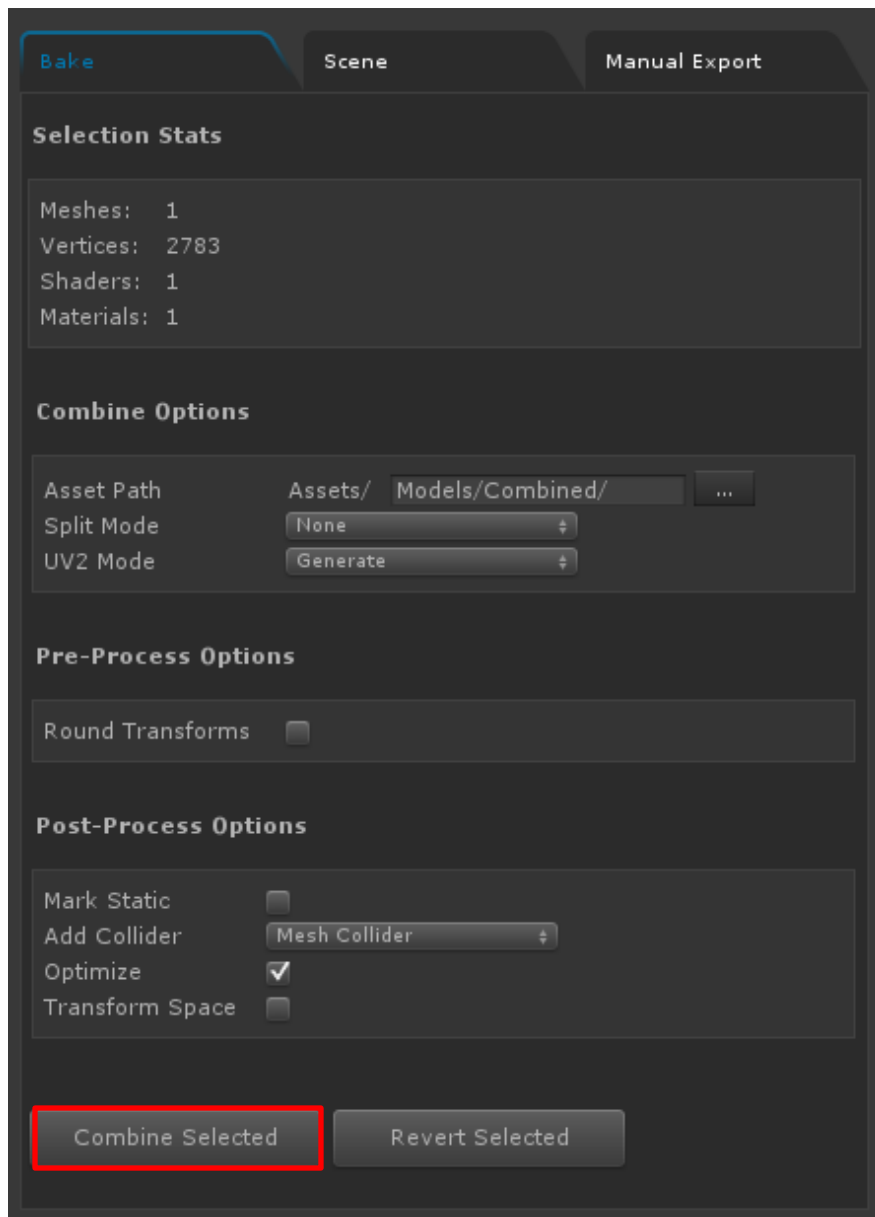 Bake Scene Manual Export
Selection Stats
Meshes: 1
Vertices: 2783
Shaders: 1
Materials: 1
Combine Options
Asset Path Assets/ Models/Combined/ ...
Split Mode None
UV2 Mode Generate
Pre-Process Options
Round Transforms
Post-Process Options
Mark Static
Add Collider Mesh Collider
Optimize
Transform Space
Combine Selected Revert Selected